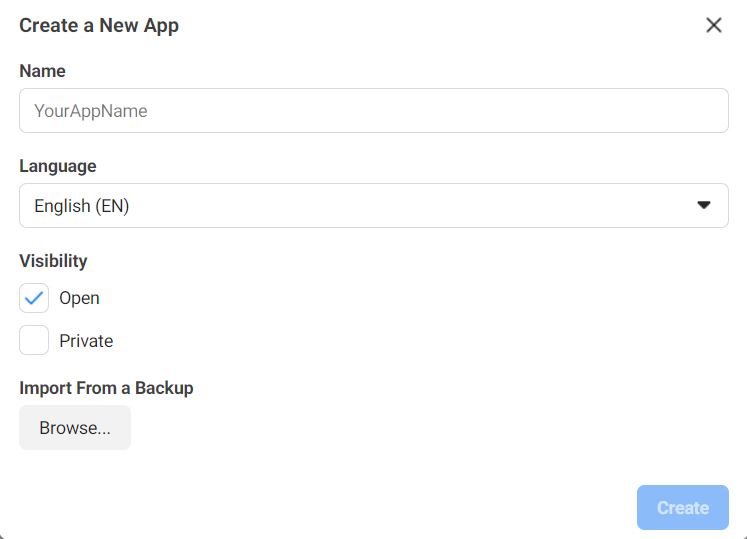 Create a New App
Name
YourAppName
Language
English (EN)
Visibility
Open
Private
Import From a Backup
Browse...
Create